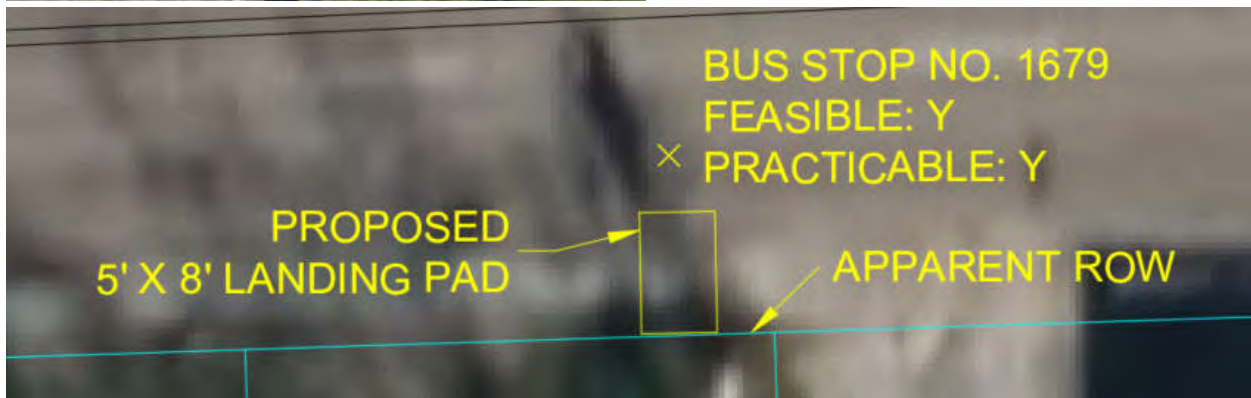 BUS STOP NO. 1679
FEASIBLE: Y
PRACTICABLE: Y
PROPOSED
5' X 8' LANDING PAD
APPARENT ROW